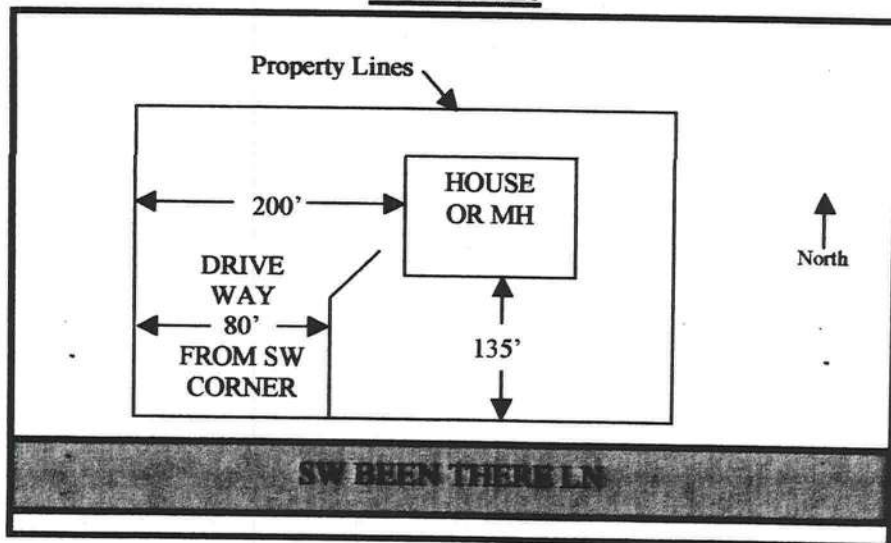 Property Lines
HOUSE
OR MH
200'
North
DRIVE
WAY
80'
FROM SW
CORNER
135'
SW BEEN THERE LN